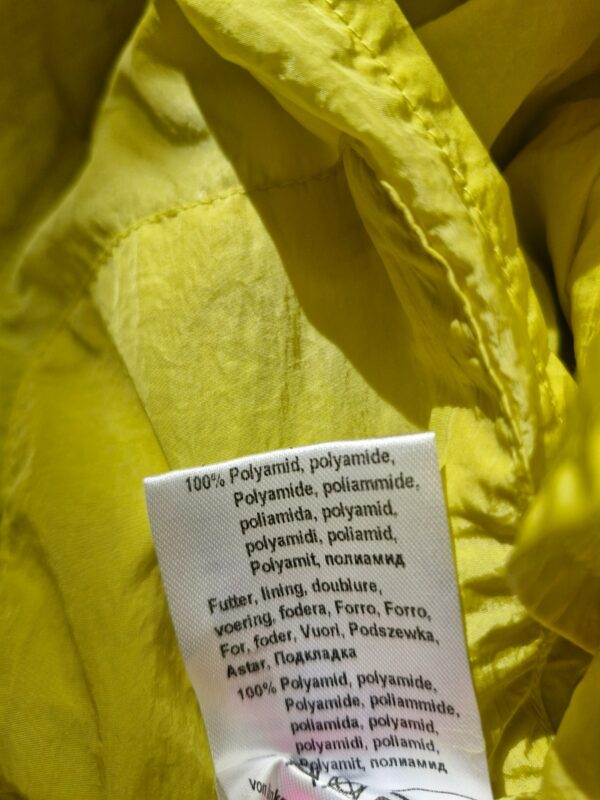 100% Polyamid, polyamide,
Polyamide, poliammide,
poliamida, polyamid,
polyamidi, poliamid,
Polyamit, полиамид
Futter, lining, doublure,
voering, fodera, Forro, Forro,
For, foder, Vuori, Podszewka,
Astar, Подкладка
100% Polyamid, polyamide,
Polyamide, poliammide,
poliamida, polyamid,
polyamidi, poliamid,
Polyamit, полиамид
von